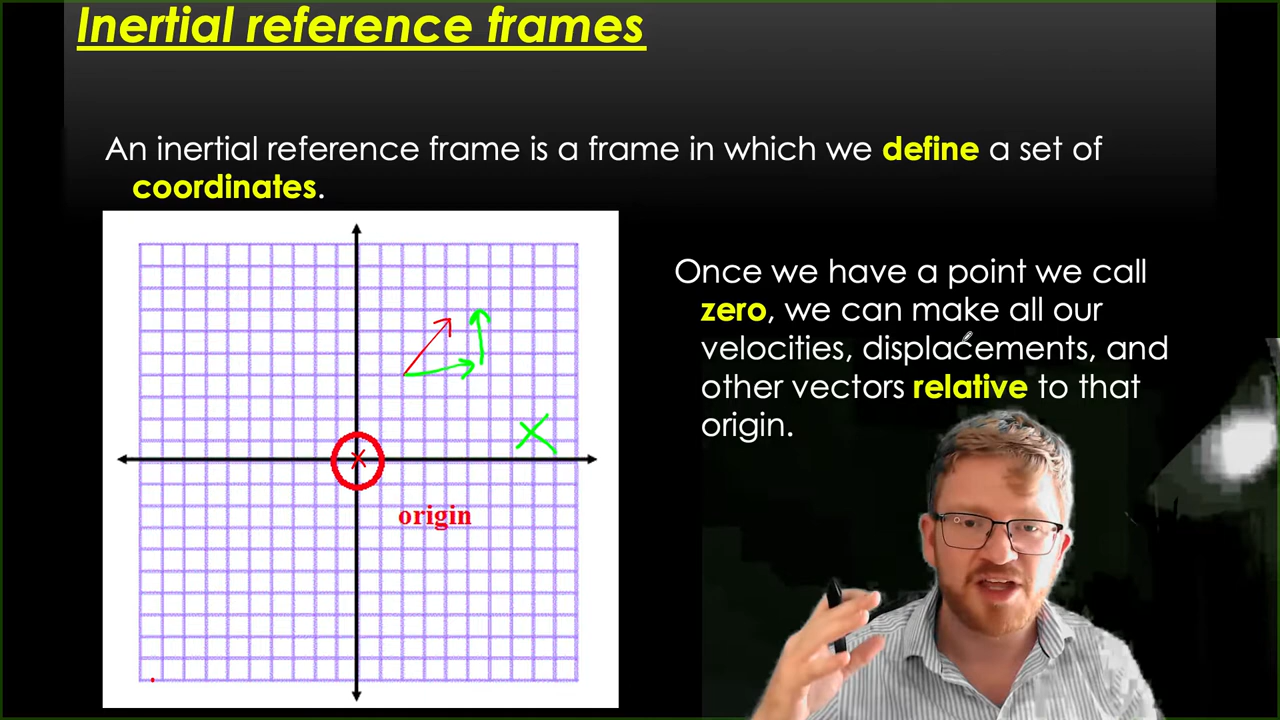 Inertial reference frames
An inertial reference frame is a frame in which we define a set of
coordinates.
Once we have a point we call
zero, we can make all our
velocities, displacements, and
other vectors relative to that
origin.
origin